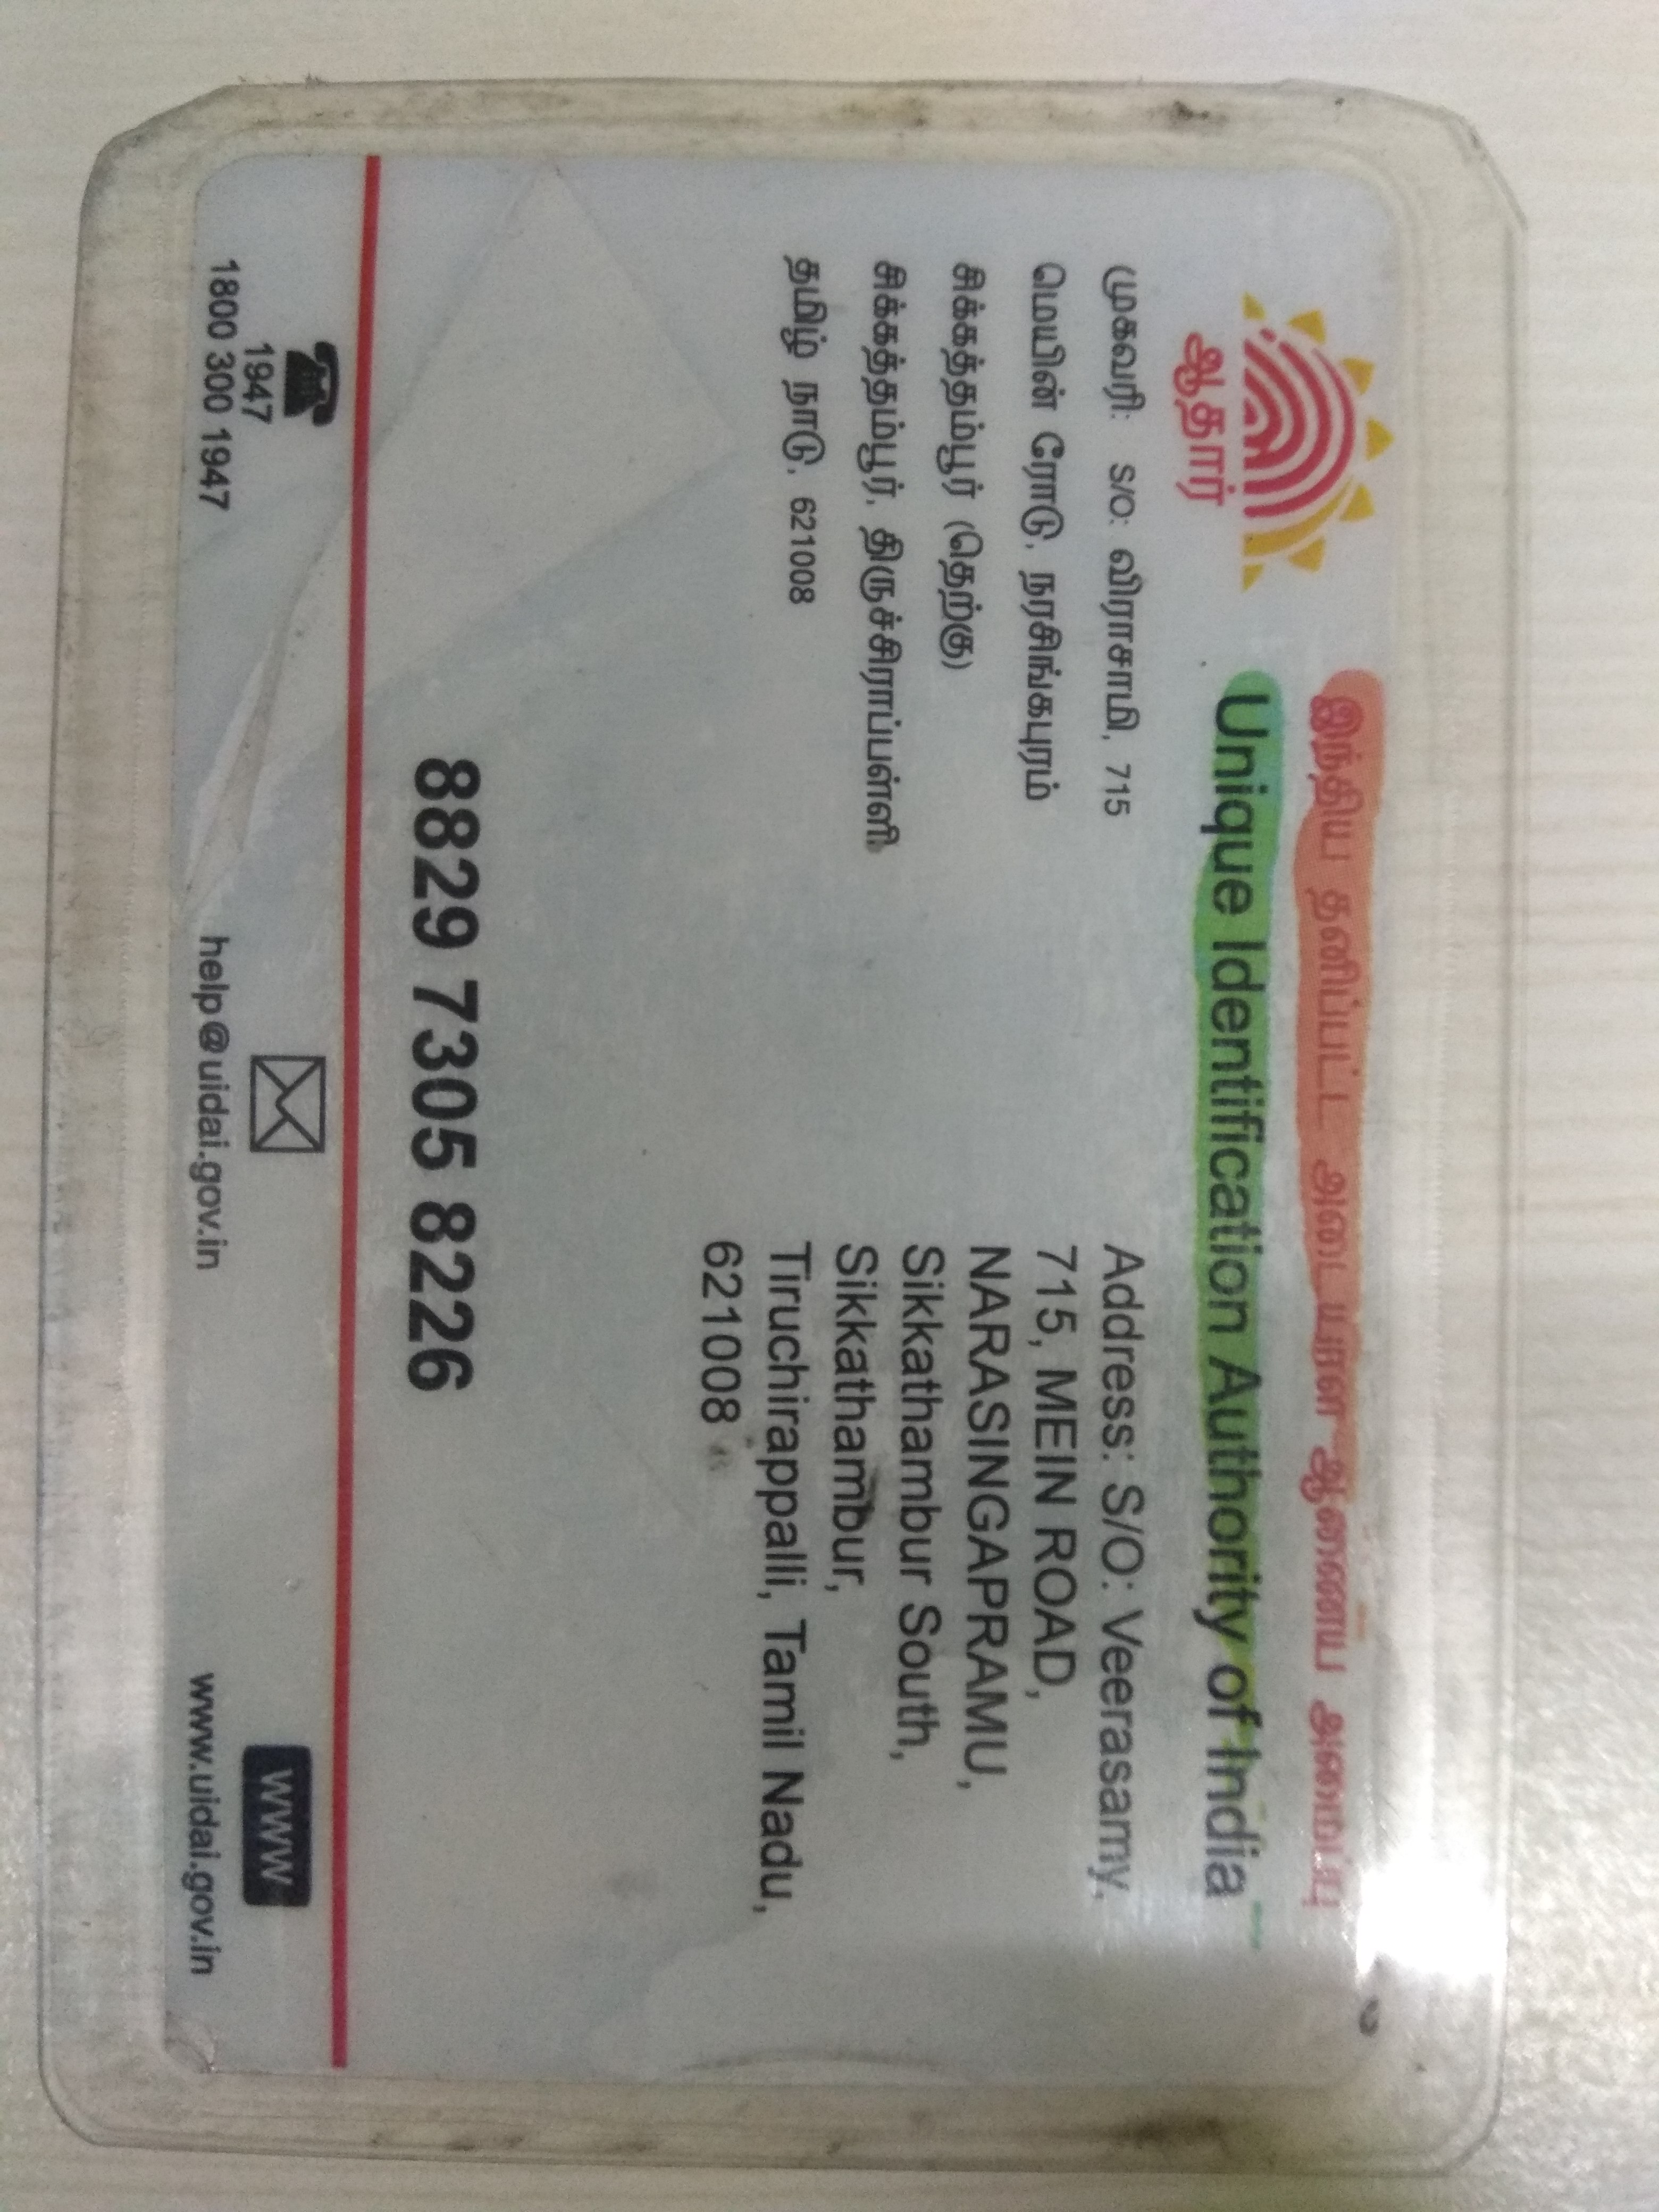 இந்திய தனிப்பட்ட அடையாள ஆணைய அமைப்பு
Unique Identification Authority of India
ஆதார்
முகவரி: S/O: விராசாமி, 715
மெயின் ரோடு, நரசிங்கபுரம்
சிக்கத்தம்பூர் (தெற்கு)
சிக்கத்தம்பூர், திருச்சிராப்பள்ளி
தமிழ் நாடு, 621008
Address: S/O: Veerasamy,
715, MEIN ROAD,
NARASINGAPRAMU,
Sikkathambur South,
Sikkathambur,
Tiruchirappalli, Tamil Nadu,
621008
8829 7305 8226
1947
1800 300 1947
help@uidai.gov.in
WWW
www.uidai.gov.in